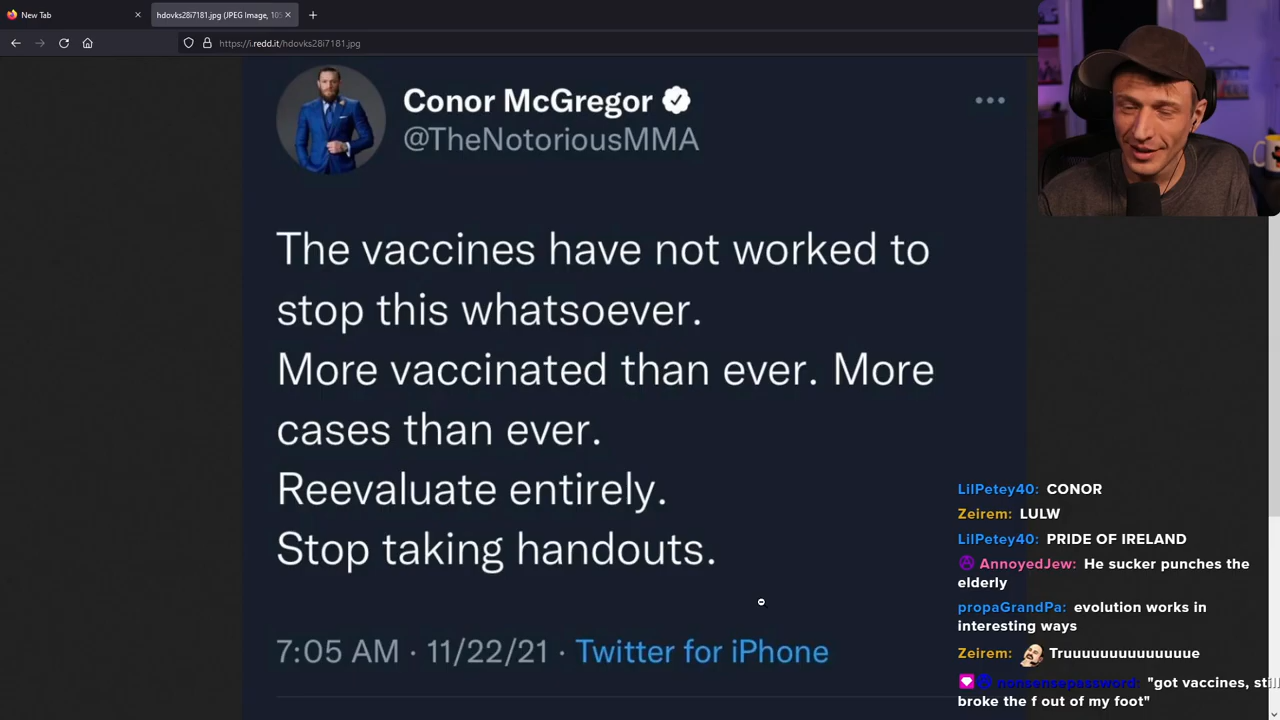 New Tab
hdovks28i7181.jpg (JPEG Image, 105
https://i.redd.it/hdovks28i7181.jpg
Conor McGregor
@TheNotoriousMMA
The vaccines have not worked to
stop this whatsoever.
More vaccinated than ever. More
cases than ever.
Reevaluate entirely.
Stop taking handouts.
7:05 AM · 11/22/21 · Twitter for iPhone
LilPetey40: CONOR
Zeirem: LULW
LilPetey40: PRIDE OF IRELAND
AnnoyedJew: He sucker punches the
elderly
propaGrandPa: evolution works in
interesting ways
Zeirem: Truuuuuuuuuuuuue
nonsensepassword: "got vaccines, still
broke the f out of my foot"